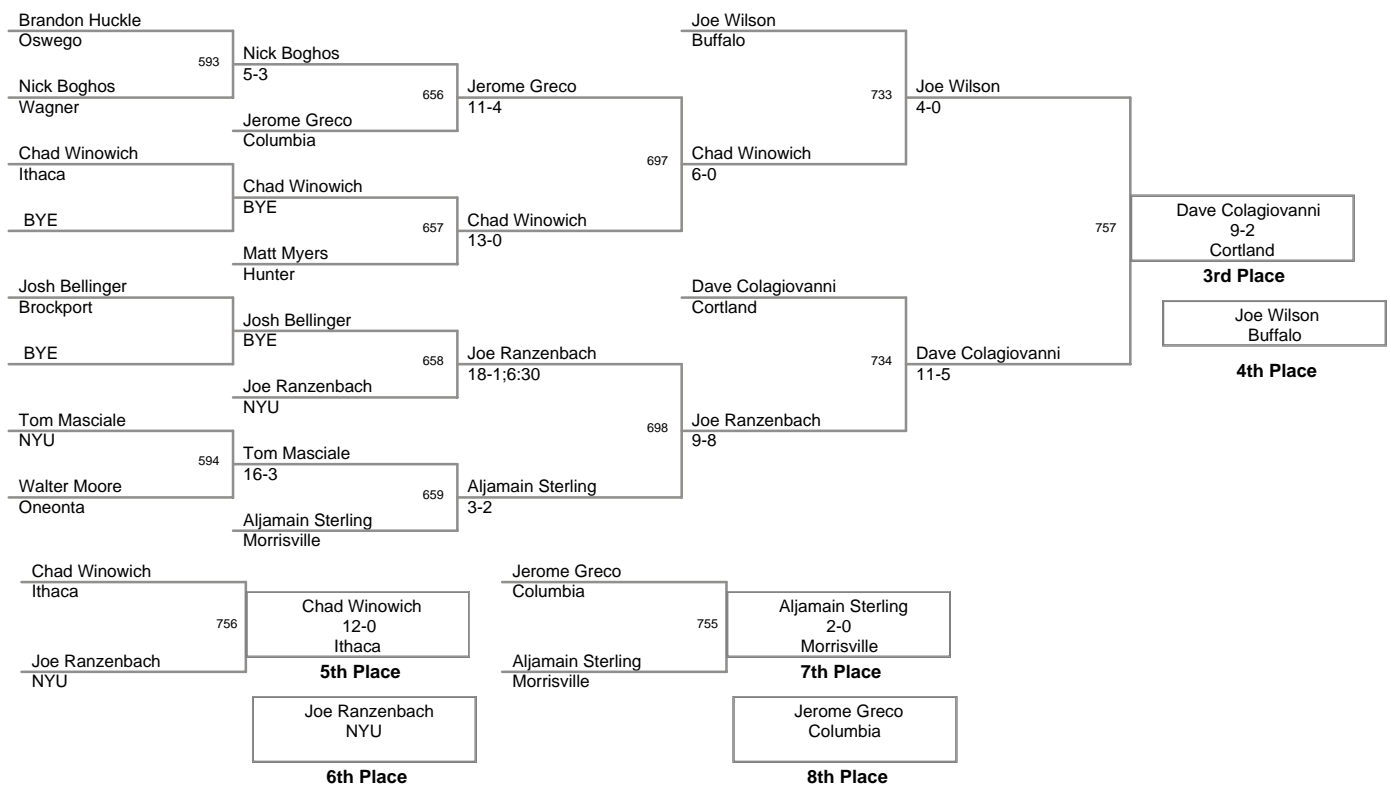 Brandon Huckle
Oswego
593
Nick Boghos
Wagner
Nick Boghos
5-3
656
Jerome Greco
Columbia
Jerome Greco
11-4
Chad Winowich
Ithaca
BYE
Chad Winowich
BYE
657
Matt Myers
Hunter
Chad Winowich
13-0
697
Chad Winowich
6-0
Joe Wilson
Buffalo
733
Joe Wilson
4-0
Josh Bellinger
Brockport
BYE
Josh Bellinger
BYE
658
Joe Ranzenbach
NYU
Joe Ranzenbach
18-1;6:30
Tom Masciale
NYU
594
Walter Moore
Oneonta
Tom Masciale
16-3
659
Aljamain Sterling
Morrisville
Aljamain Sterling
3-2
698
Joe Ranzenbach
9-8
Dave Colagiovanni
Cortland
734
Dave Colagiovanni
11-5
757
Dave Colagiovanni
9-2
Cortland
3rd Place
Joe Wilson
Buffalo
4th Place
Chad Winowich
Ithaca
756
Joe Ranzenbach
NYU
Chad Winowich
12-0
Ithaca
5th Place
Joe Ranzenbach
NYU
6th Place
Jerome Greco
Columbia
755
Aljamain Sterling
Morrisville
Aljamain Sterling
2-0
Morrisville
7th Place
Jerome Greco
Columbia
8th Place